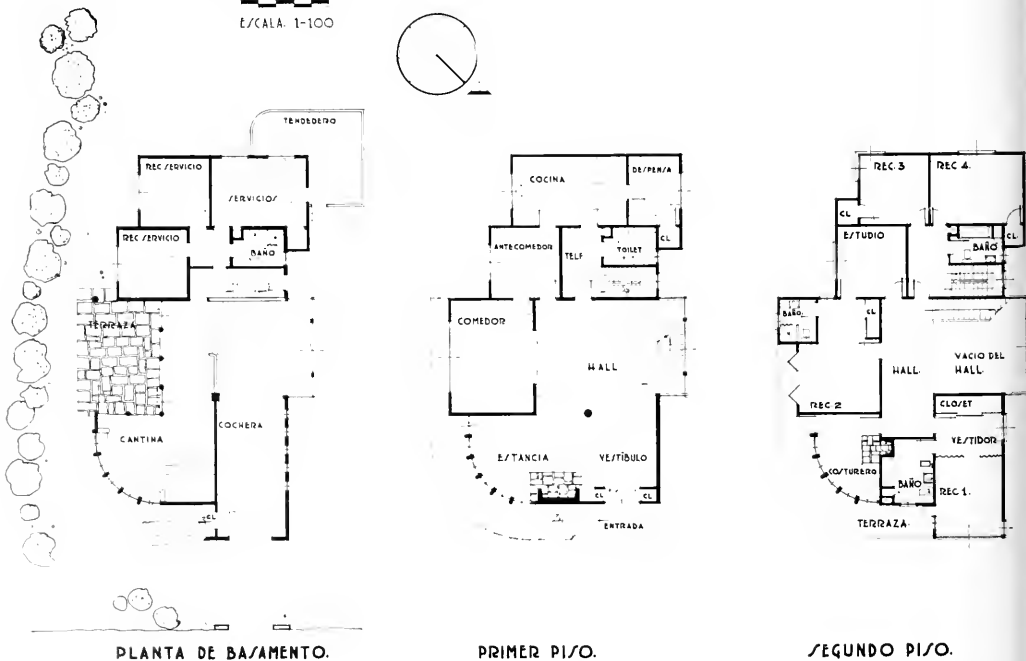 ESCALA. 1-100
TENDEDERO
REC SERVICIO
SERVICIOS
REC SERVICIO
BAÑO
TERRAZA
CANTINA
COCHERA
CL
PLANTA DE BASAMENTO.
COCINA
DESPENSA
ANTECOMEDOR
TELF
TOILET
CL
COMEDOR
HALL
ESTANCIA
VESTÍBULO
CL
CL
ENTRADA
PRIMER PISO.
REC. 3
REC 4.
CL
ESTUDIO
BAÑO
CL.
BAÑO.
CL
HALL.
VACIO DEL
HALL.
REC 2
CLOSET
VESTIDOR
COSTURERO
BAÑO
REC 1.
TERRAZA.
SEGUNDO PISO.